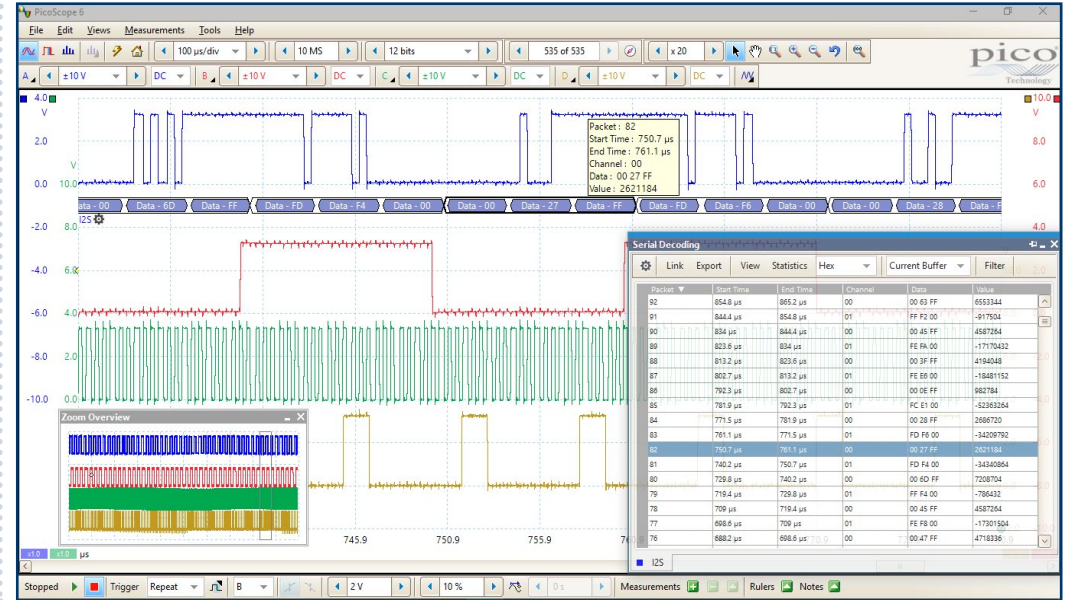 PicoScope 6
File Edit Views Measurements Tools Help
100 µs/div 10 MS 12 bits 535 of 535 x 20
pico
Technology
A ±10 V DC B ±10 V DC C ±10 V DC D ±10 V DC
4.0 10.0
V V
2.0 8.0
V
0.0 10.0 6.0
ata - 00 Data - 6D Data - FF Data - FD Data - F4 Data - 00 Data - 00 Data - 27 Data - FF Data - FD Data - F6 Data - 00 Data - 00 Data - 28 Data - F
I2S
Packet : 82
Start Time : 750.7 µs
End Time : 761.1 µs
Channel : 00
Data : 00 27 FF
Value : 2621184
-2.0 8.0 4.0
-4.0 6.0
-6.0 4.0
-8.0 2.0
-10.0 0.0
Serial Decoding
Link Export View Statistics Hex Current Buffer Filter
Packet Start Time End Time Channel Data Value
92 854.8 µs 865.2 µs 00 00 63 FF 6553344
91 844.4 µs 854.8 µs 01 FF F2 00 -917504
90 834 µs 844.4 µs 00 00 45 FF 4587264
89 823.6 µs 834 µs 01 FE FA 00 -17170432
88 813.2 µs 823.6 µs 00 00 3F FF 4194048
87 802.7 µs 813.2 µs 01 FE E6 00 -18481152
86 792.3 µs 802.7 µs 00 00 0E FF 982784
85 781.9 µs 792.3 µs 01 FC E1 00 -52363264
84 771.5 µs 781.9 µs 00 00 28 FF 2686720
83 761.1 µs 771.5 µs 01 FD F6 00 -34209792
82 750.7 µs 761.1 µs 00 00 27 FF 2621184
81 740.2 µs 750.7 µs 01 FD F4 00 -34340864
80 729.8 µs 740.2 µs 00 00 6D FF 7208704
79 719.4 µs 729.8 µs 01 FF F4 00 -786432
78 709 µs 719.4 µs 00 00 45 FF 4587264
77 698.6 µs 709 µs 01 FE F8 00 -17301504
76 688.2 µs 698.6 µs 00 00 47 FF 4718336
I2S
Zoom Overview
745.9 750.9 755.9
x1.0 x1.0 µs
Stopped Trigger Repeat B 2 V 10 % 0 s Measurements Rulers Notes